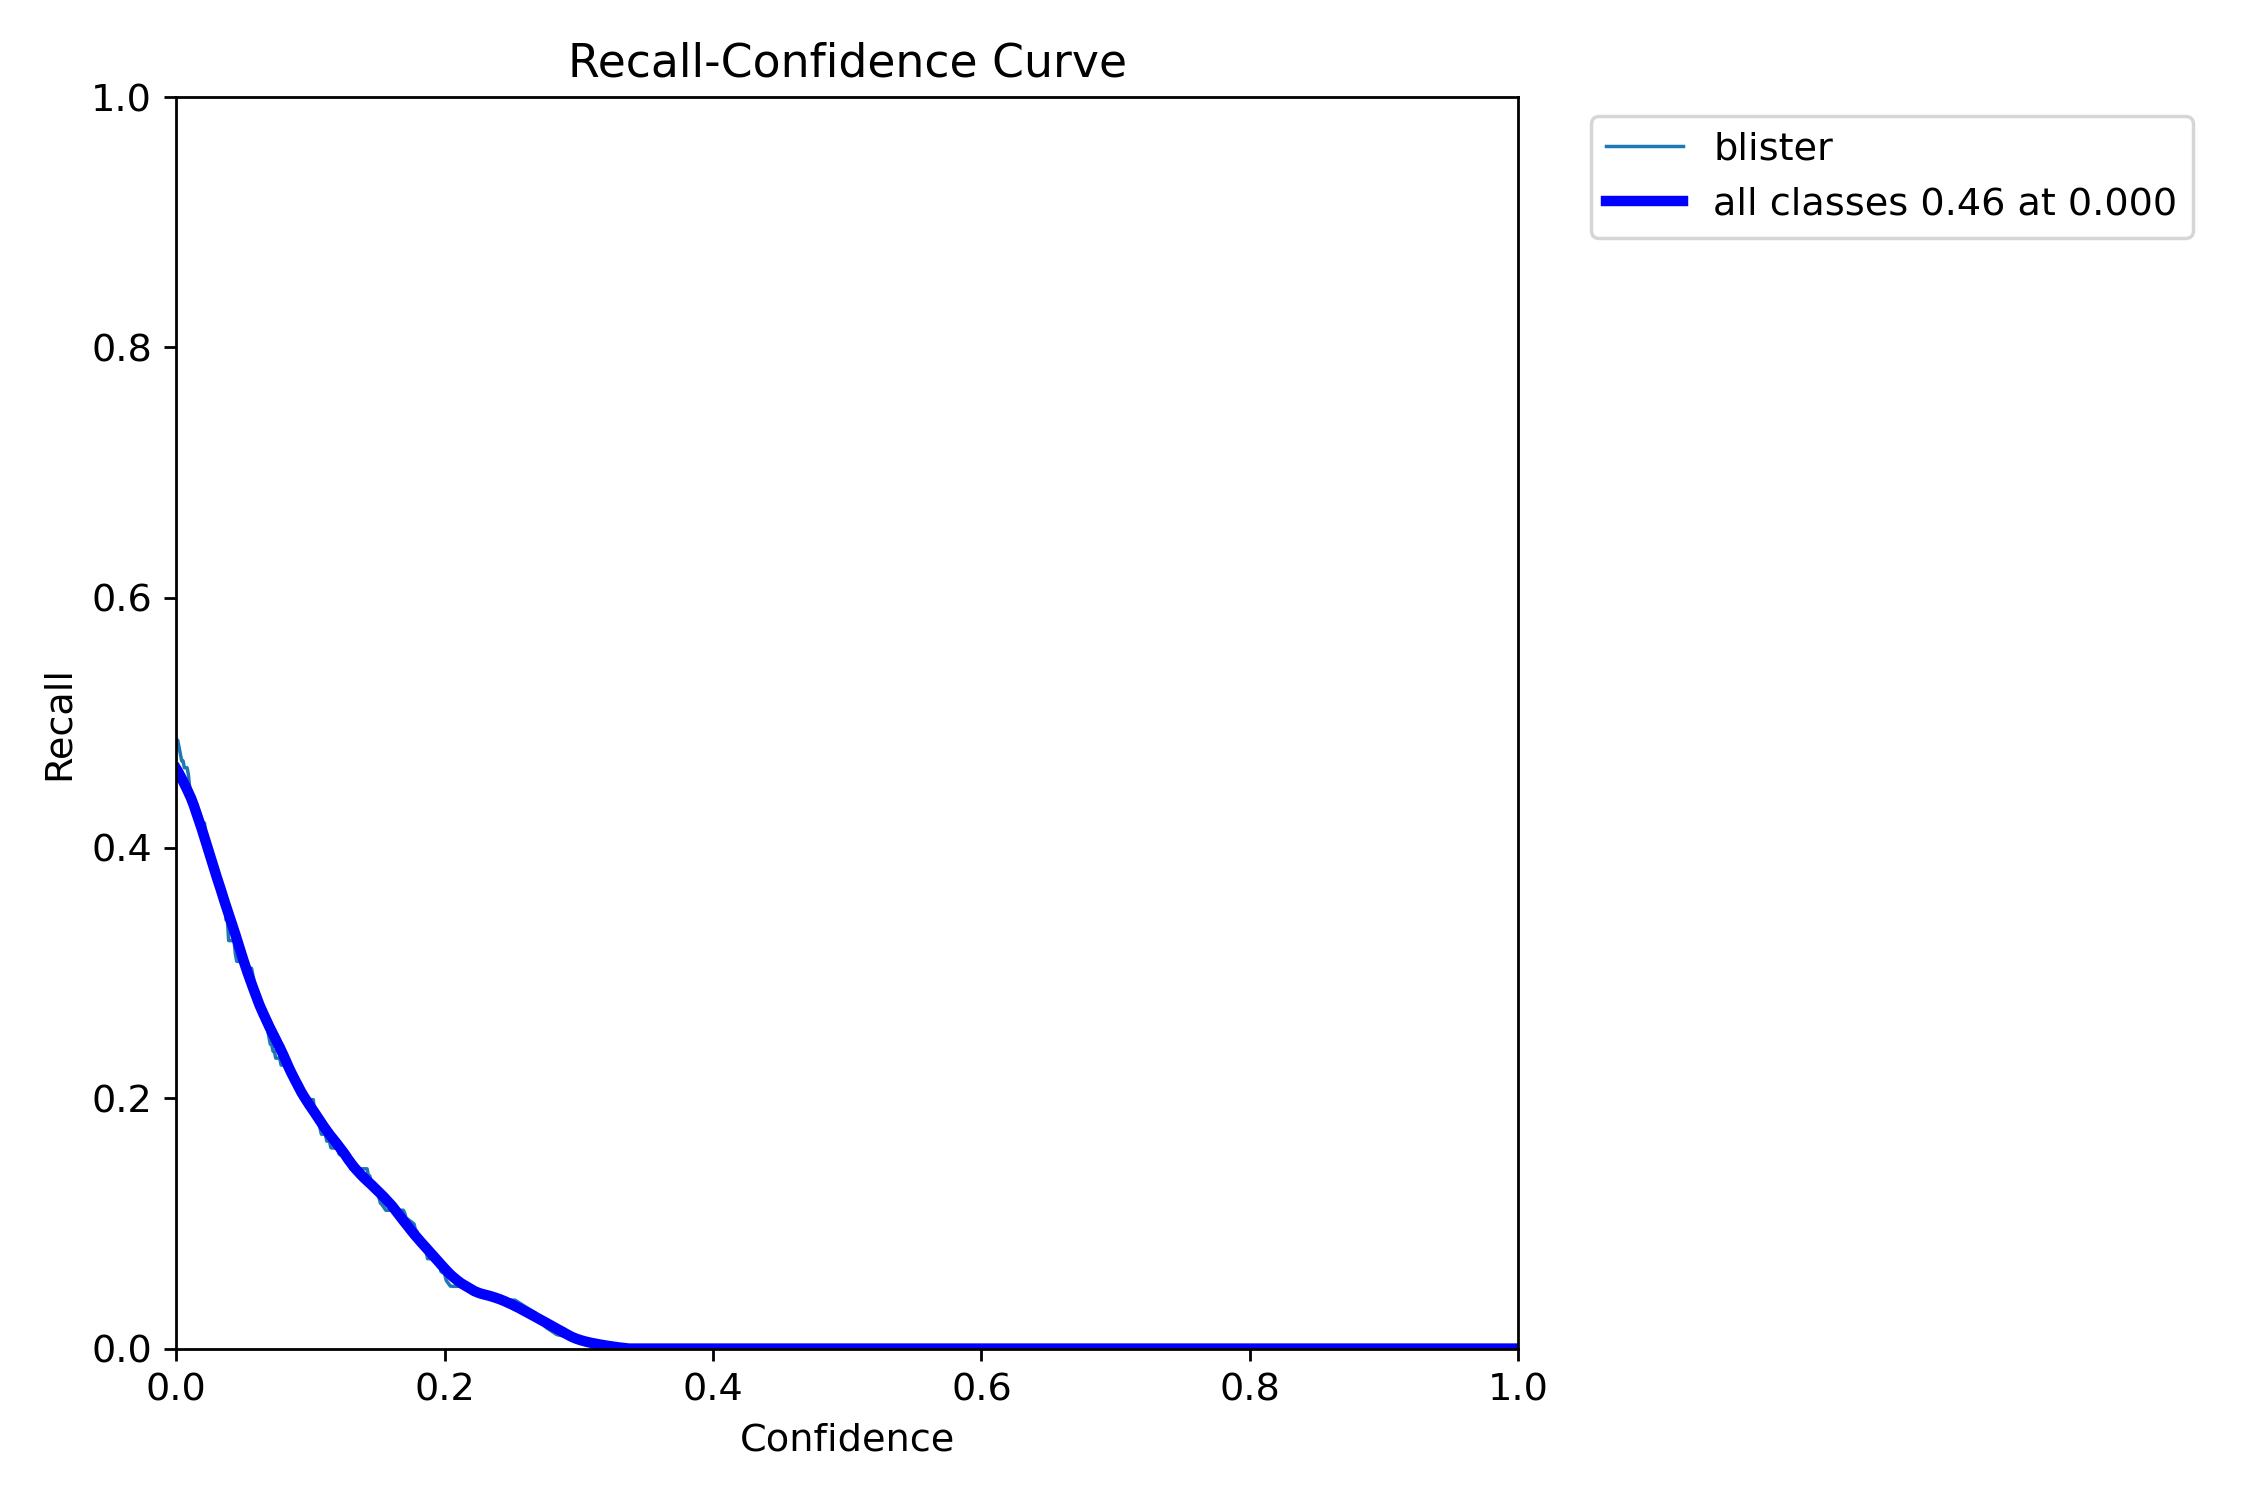 Recall-Confidence Curve
1.0
0.8
0.6
0.4
0.2
0.0
Recall
0.0 0.2 0.4 0.6 0.8 1.0
Confidence
blister
all classes 0.46 at 0.000